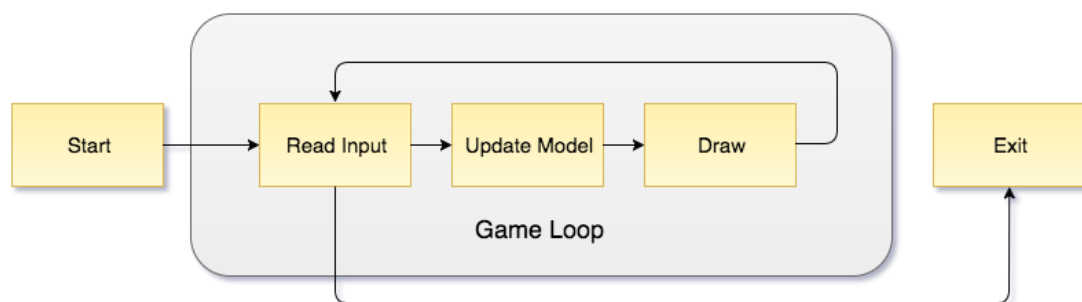 Start
Read Input
Update Model
Draw
Exit
Game Loop